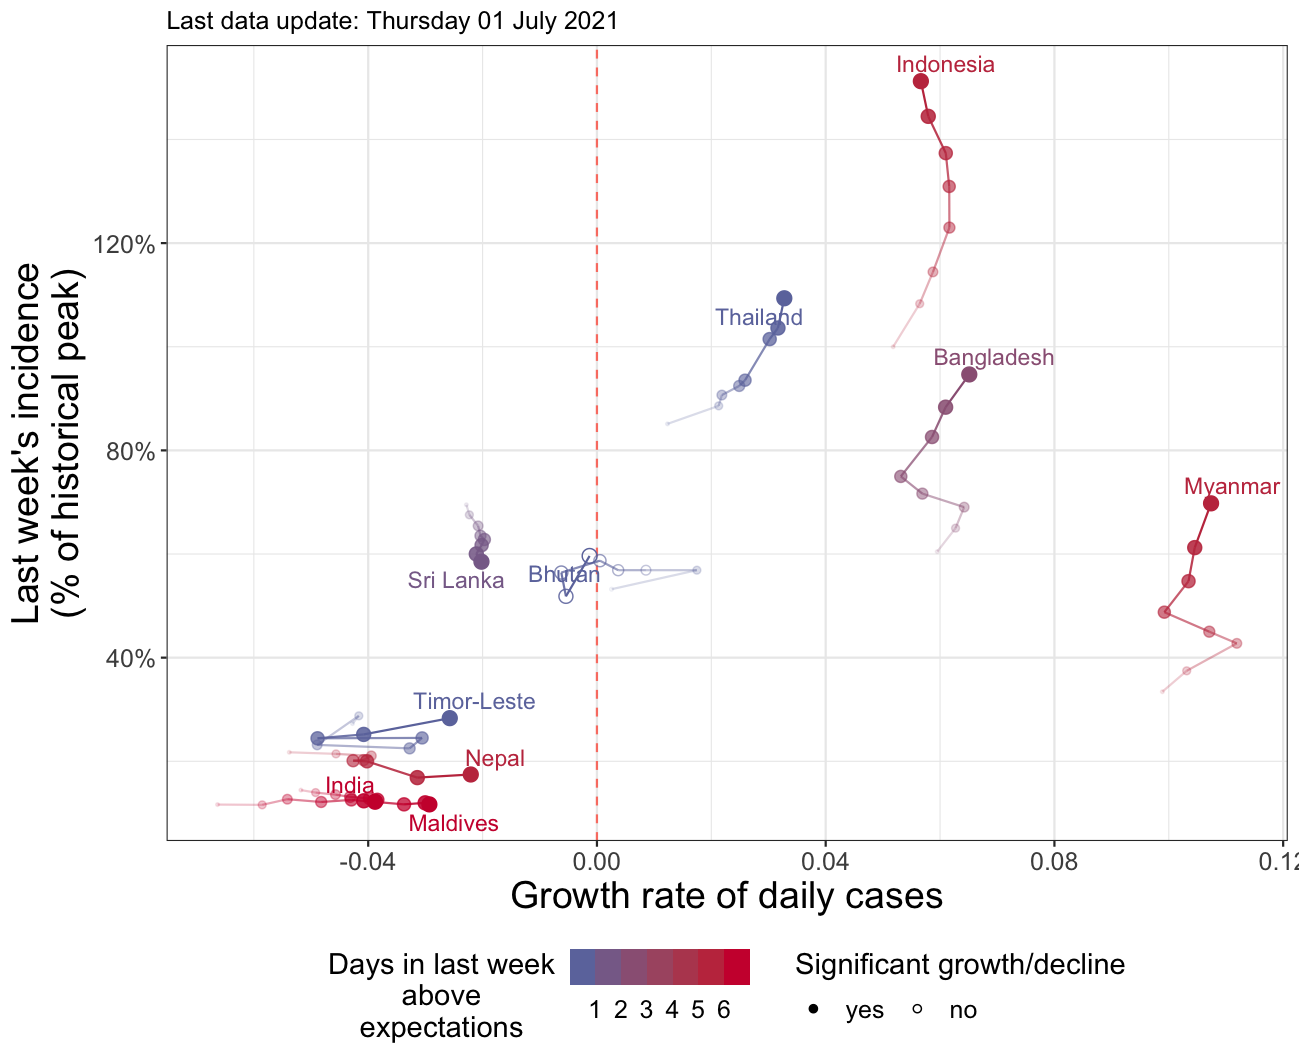 Last data update: Thursday 01 July 2021
Last week's incidence
(% of historical peak)
120%
80%
40%
Indonesia
Thailand
Bangladesh
Myanmar
Sri Lanka
Bhutan
Timor-Leste
Nepal
India
Maldives
-0.04 0.00 0.04 0.08 0.12
Growth rate of daily cases
Days in last week
above
expectations
1 2 3 4 5 6
Significant growth/decline
yes no